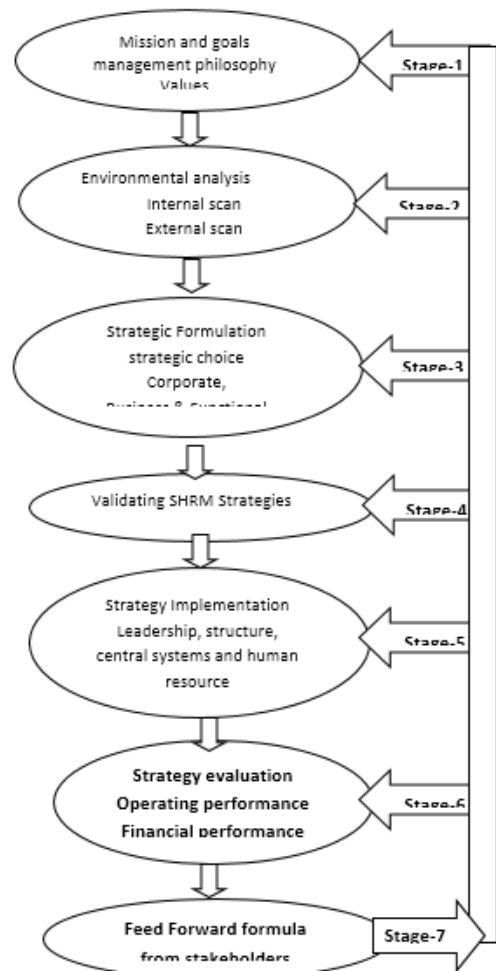 Mission and goals
management philosophy
Values
Stage-1
Environmental analysis
Internal scan
External scan
Stage-2
Strategic Formulation
strategic choice
Corporate,
Business & Functional
Stage-3
Validating SHRM Strategies
Stage-4
Strategy Implementation
Leadership, structure,
central systems and human
resource
Stage-5
Strategy evaluation
Operating performance
Financial performance
Stage-6
Feed Forward formula
from stakeholders
Stage-7